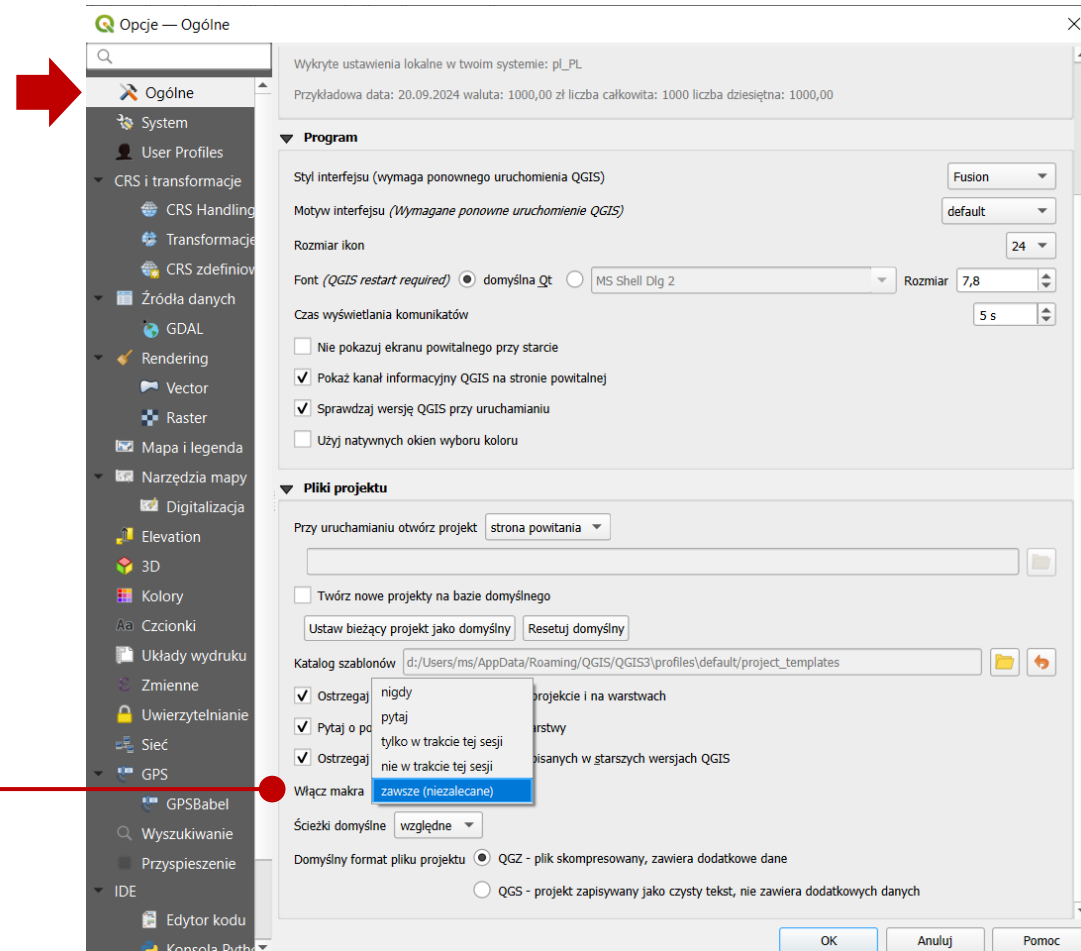 Opcje — Ogólne
Ogólne
System
User Profiles
CRS i transformacje
CRS Handling
Transformacje
CRS zdefiniow
Źródła danych
GDAL
Rendering
Vector
Raster
Mapa i legenda
Narzędzia mapy
Digitalizacja
Elevation
3D
Kolory
Czcionki
Układy wydruku
Zmienne
Uwierzytelnianie
Sieć
GPS
GPSBabel
Wyszukiwanie
Przyspieszenie
IDE
Edytor kodu
Konsola Pytho
Wykryte ustawienia lokalne w twoim systemie: pl_PL
Przykładowa data: 20.09.2024 waluta: 1000,00 zł liczba całkowita: 1000 liczba dziesiętna: 1000,00
Program
Styl interfejsu (wymaga ponownego uruchomienia QGIS) Fusion
Motyw interfejsu (Wymagane ponowne uruchomienie QGIS) default
Rozmiar ikon 24
Font (QGIS restart required) domyślna Qt MS Shell Dlg 2 Rozmiar 7,8
Czas wyświetlania komunikatów 5 s
Nie pokazuj ekranu powitalnego przy starcie
Pokaż kanał informacyjny QGIS na stronie powitalnej
Sprawdzaj wersję QGIS przy uruchamianiu
Użyj natywnych okien wyboru koloru
Pliki projektu
Przy uruchamianiu otwórz projekt strona powitania
Twórz nowe projekty na bazie domyślnego
Ustaw bieżący projekt jako domyślny Resetuj domyślny
Katalog szablonów d:/Users/ms/AppData/Roaming/QGIS/QGIS3\profiles\default/project_templates
Ostrzegaj nigdy projekcie i na warstwach
pytaj
Pytaj o po arstwy
tylko w trakcie tej sesji
Ostrzegaj nie w trakcie tej sesji pisanych w starszych wersjach QGIS
Włącz makra zawsze (niezalecane)
Ścieżki domyślne względne
Domyślny format pliku projektu QGZ - plik skompresowany, zawiera dodatkowe dane
QGS - projekt zapisywany jako czysty tekst, nie zawiera dodatkowych danych
OK Anuluj Pomoc